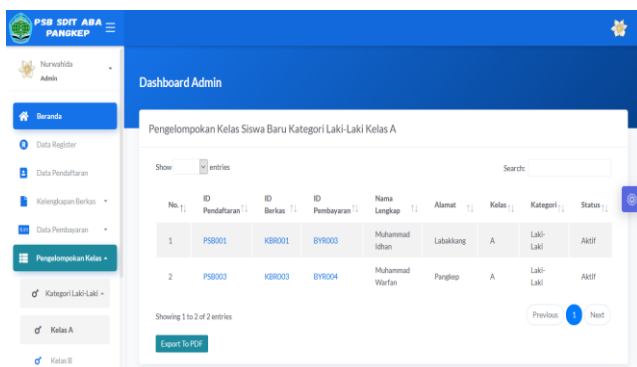 PSB SDIT ABA
PANGKEP
Nurwahida
Admin
Dashboard Admin
Beranda
Data Register
Data Pendaftaran
Kelengkapan Berkas
Data Pembayaran
Pengelompokan Kelas
Kategori Laki-Laki
Kelas A
Kelas B
Pengelompokan Kelas Siswa Baru Kategori Laki-Laki Kelas A
Show entries Search:
No. ID Pendaftaran ID Berkas ID Pembayaran Nama Lengkap Alamat Kelas Kategori Status
1 PSB001 KBR001 BYR003 Muhammad Idhan Labakkang A Laki-Laki Aktif
2 PSB003 KBR003 BYR004 Muhammad Warfan Pangkep A Laki-Laki Aktif
Showing 1 to 2 of 2 entries
Previous 1 Next
Export To PDF